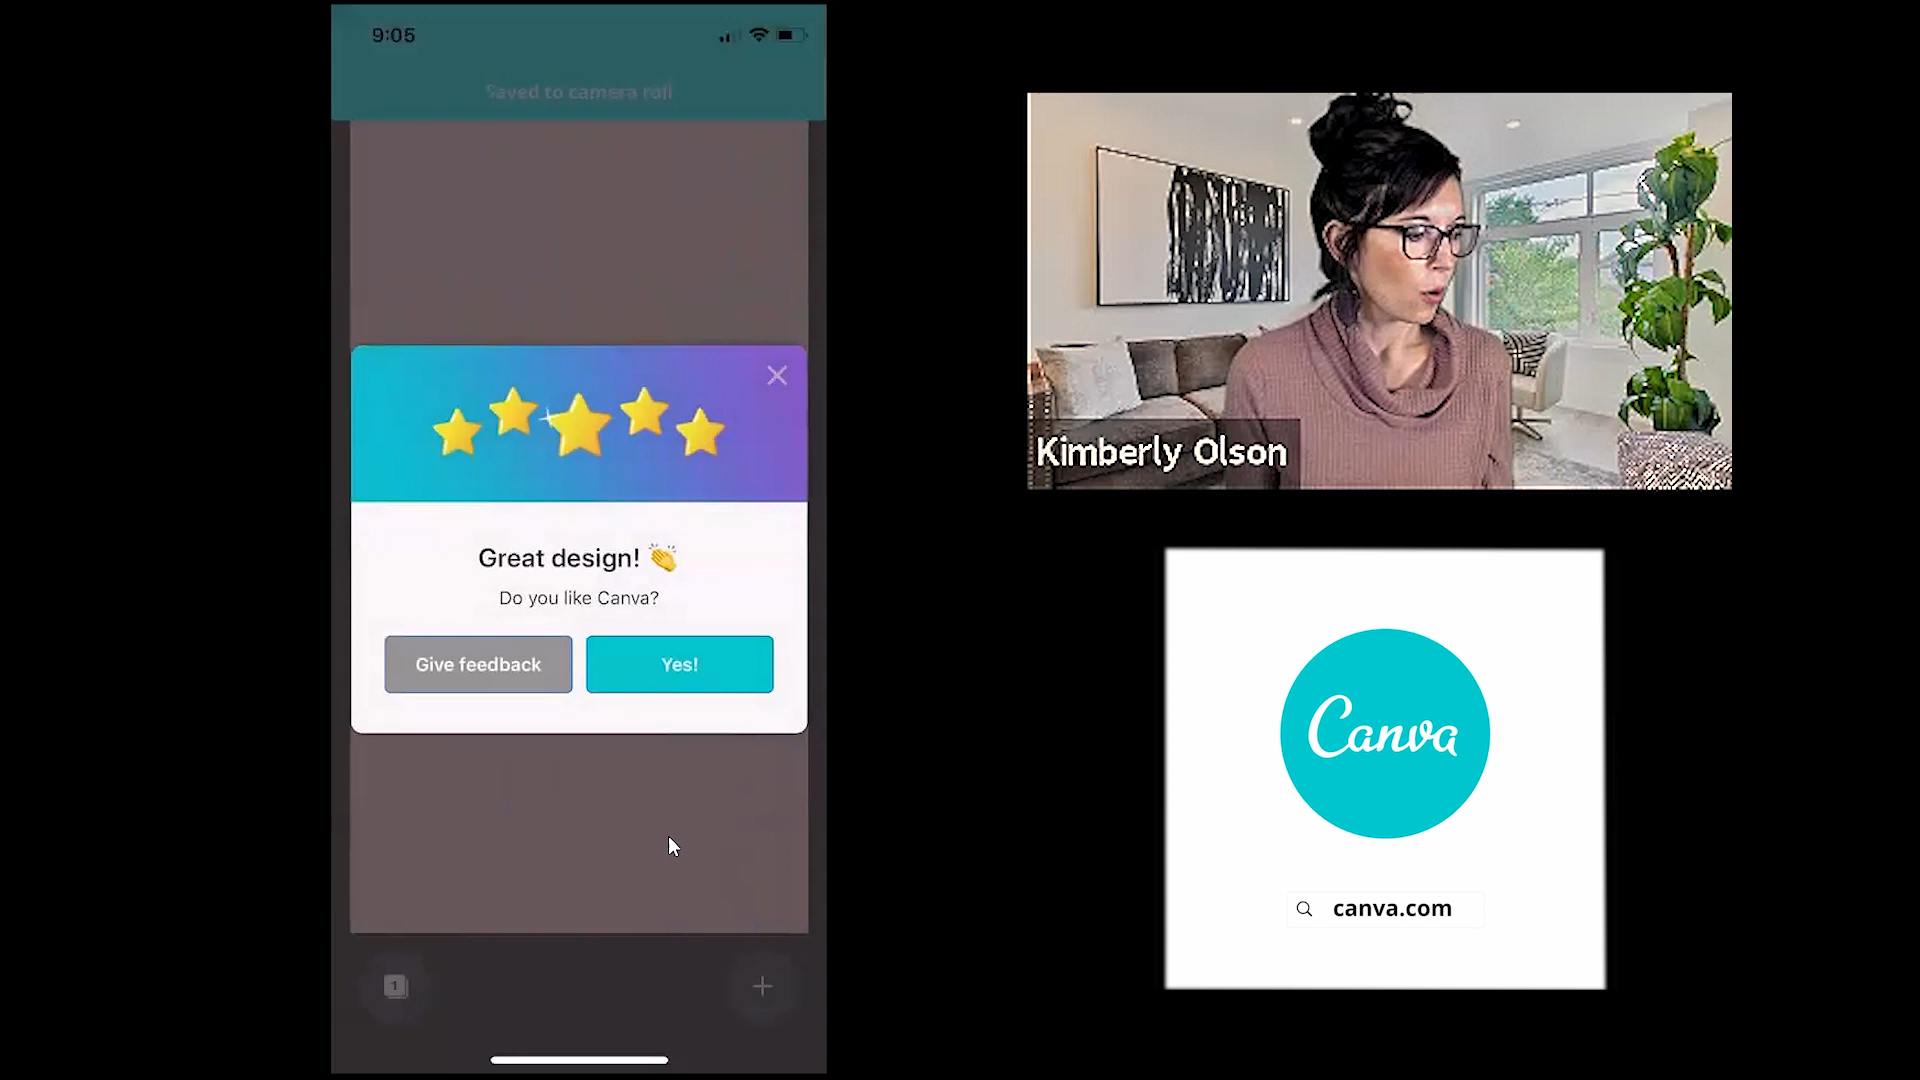 9:05
Saved to camera roll
Great design! 👏
Do you like Canva?
Give feedback
Yes!
1
Kimberly Olson
Canva
canva.com